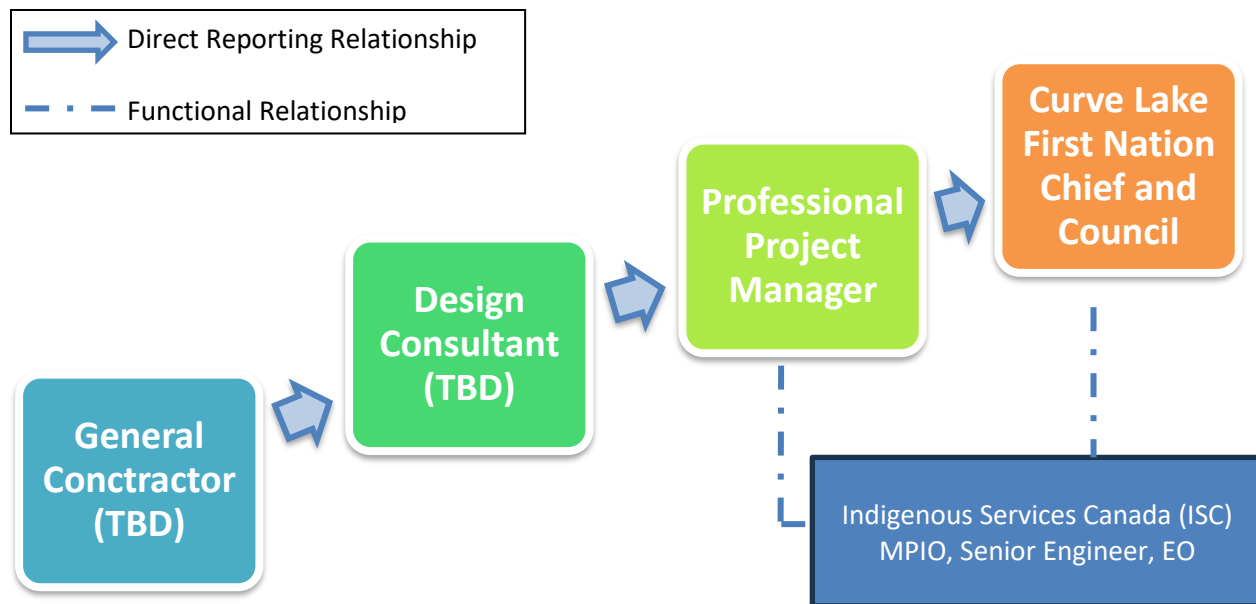 Direct Reporting Relationship
Functional Relationship
Curve Lake
First Nation
Chief and
Council
Professional
Project
Manager
Design
Consultant
(TBD)
General
Conctractor
(TBD)
Indigenous Services Canada (ISC)
MPIO, Senior Engineer, EO